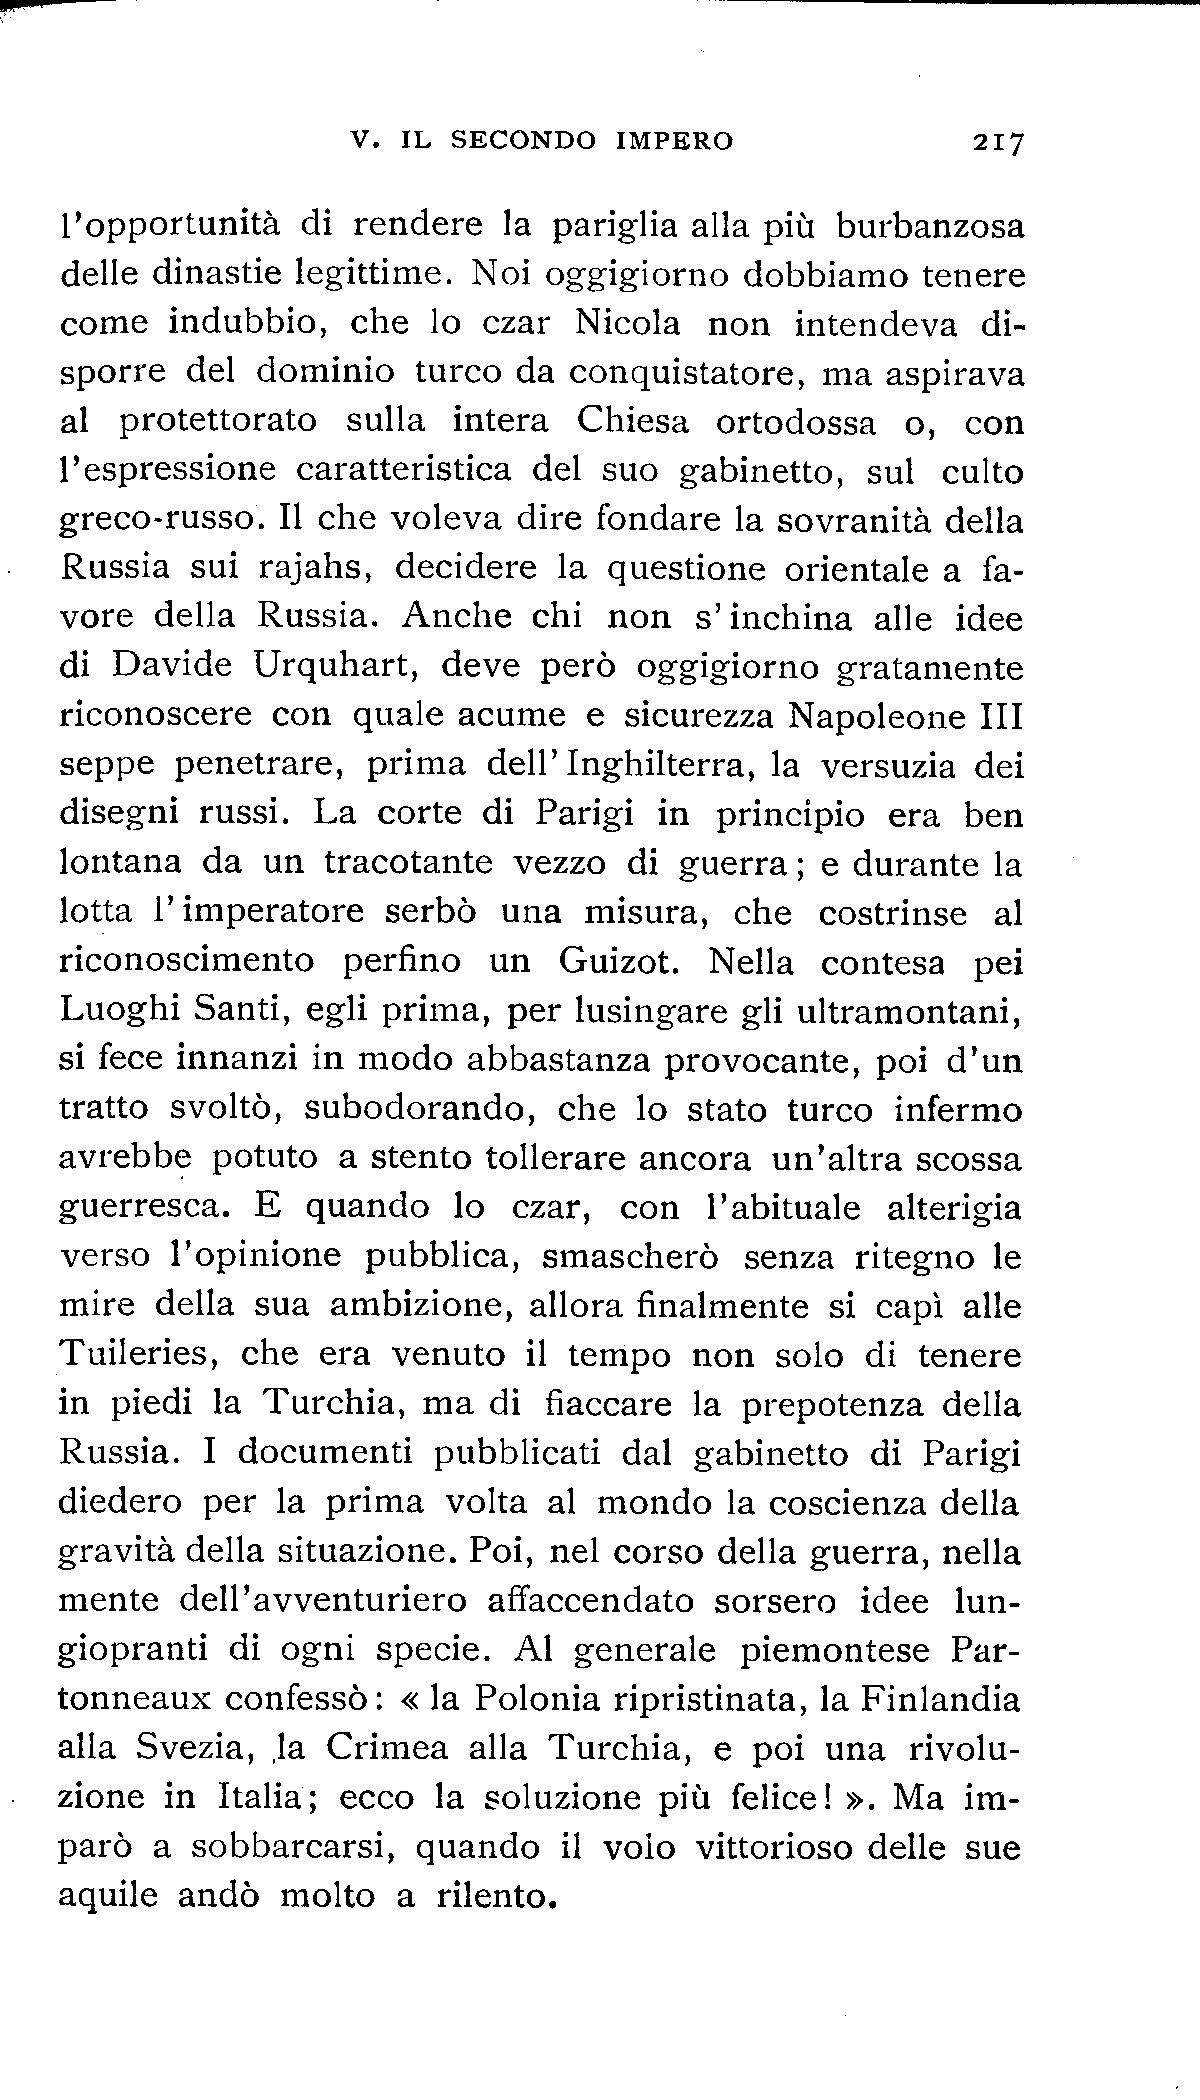 V. IL SECONDO IMPERO 217
l'opportunità di rendere la pariglia alla più burbanzosa
delle dinastie legittime. Noi oggigiorno dobbiamo tenere
come indubbio, che lo czar Nicola non intendeva di-
sporre del dominio turco da conquistatore, ma aspirava
al protettorato sulla intera Chiesa ortodossa o, con
l'espressione caratteristica del suo gabinetto, sul culto
greco-russo. Il che voleva dire fondare la sovranità della
Russia sui rajahs, decidere la questione orientale a fa-
vore della Russia. Anche chi non s'inchina alle idee
di Davide Urquhart, deve però oggigiorno gratamente
riconoscere con quale acume e sicurezza Napoleone III
seppe penetrare, prima dell'Inghilterra, la versuzia dei
disegni russi. La corte di Parigi in principio era ben
lontana da un tracotante vezzo di guerra; e durante la
lotta l'imperatore serbò una misura, che costrinse al
riconoscimento perfino un Guizot. Nella contesa pei
Luoghi Santi, egli prima, per lusingare gli ultramontani,
si fece innanzi in modo abbastanza provocante, poi d'un
tratto svoltò, subodorando, che lo stato turco infermo
avrebbe potuto a stento tollerare ancora un'altra scossa
guerresca. E quando lo czar, con l'abituale alterigia
verso l'opinione pubblica, smascherò senza ritegno le
mire della sua ambizione, allora finalmente si capì alle
Tuileries, che era venuto il tempo non solo di tenere
in piedi la Turchia, ma di fiaccare la prepotenza della
Russia. I documenti pubblicati dal gabinetto di Parigi
diedero per la prima volta al mondo la coscienza della
gravità della situazione. Poi, nel corso della guerra, nella
mente dell'avventuriero affaccendato sorsero idee lun-
giopranti di ogni specie. Al generale piemontese Par-
tonneaux confessò: « la Polonia ripristinata, la Finlandia
alla Svezia, la Crimea alla Turchia, e poi una rivolu-
zione in Italia; ecco la soluzione più felice! ». Ma im-
parò a sobbarcarsi, quando il volo vittorioso delle sue
aquile andò molto a rilento.